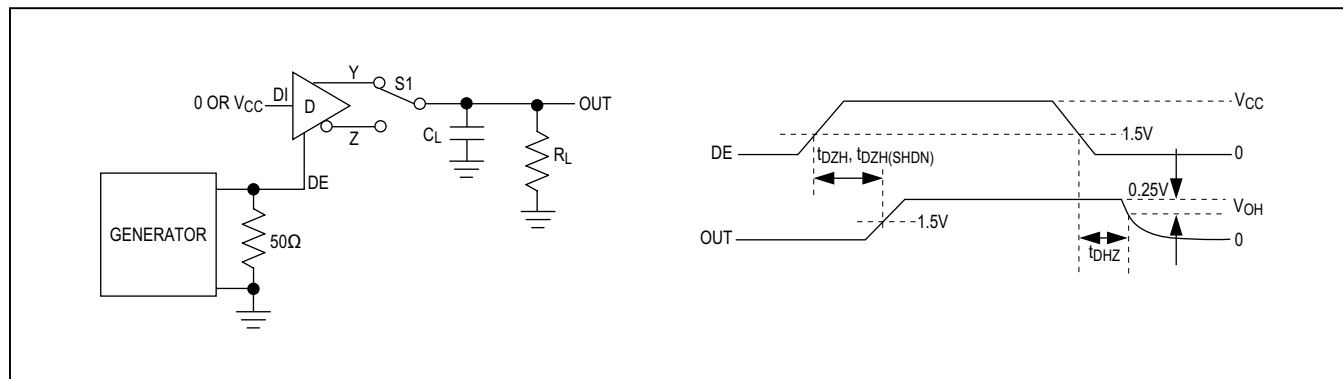 0 OR VCC
DI
D
Y
Z
S1
OUT
CL
RL
DE
GENERATOR
50Ω
VCC
1.5V
DE
0
tDZH, tDZH(SHDN)
0.25V
VOH
1.5V
OUT
0
tDHZ